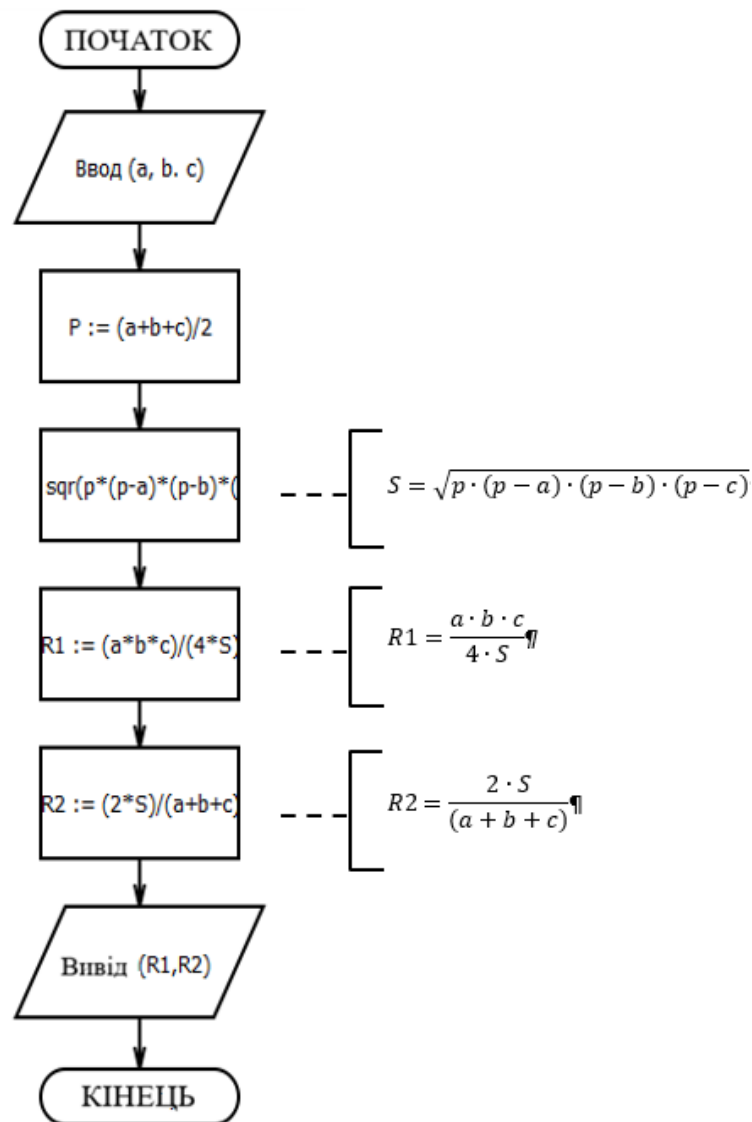 ПОЧАТОК
Ввод (a, b. c)
P := (a+b+c)/2
sqr(p*(p-a)*(p-b)*(
S = √p · (p − a) · (p − b) · (p − c)
R1 := (a*b*c)/(4*S)
R1 = a · b · c / 4 · S ¶
R2 := (2*S)/(a+b+c)
R2 = 2 · S / (a + b + c) ¶
Вивід (R1,R2)
КІНЕЦЬ